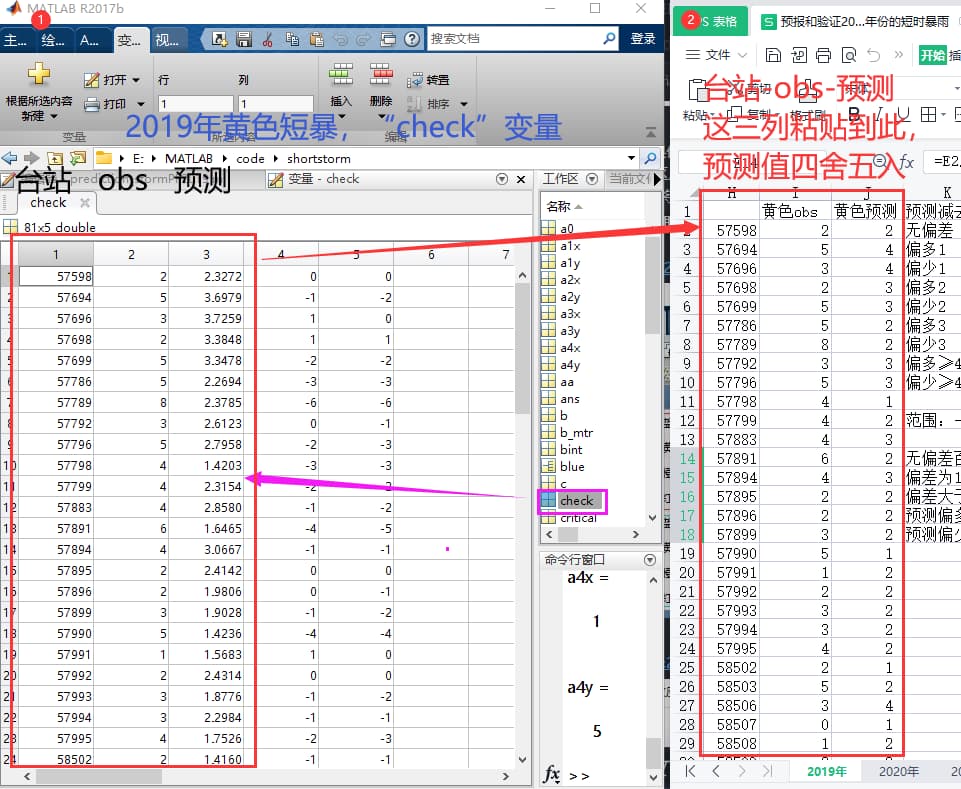 MATLAB R2017b
1
主... 绘... A... 变... 视...
搜索文档
登录
根据所选内容
新建
打开
打印
行
列
1
1
插入
删除
转置
排序
变量
所选内容
编辑
2019年黄色短暴，“check”变量
E: MATLAB code shortstorm
台站 obs 预测
变量 - check
check
81x5 double
1 2 3 4 5 6 7
1 57598 2 2.3272 0 0
2 57694 5 3.6979 -1 -2
3 57696 3 3.7259 1 0
4 57698 2 3.3848 1 1
5 57699 5 3.3478 -2 -2
6 57786 5 2.2694 -3 -3
7 57789 8 2.3785 -6 -6
8 57792 3 2.6123 0 -1
9 57796 5 2.7958 -2 -3
10 57798 4 1.4203 -3 -3
11 57799 4 2.3154 -2 -2
12 57883 4 2.8580 -1 -2
13 57891 6 1.6465 -4 -5
14 57894 4 3.0667 -1 -1
15 57895 2 2.4142 0 0
16 57896 2 1.9806 0 -1
17 57899 3 1.9028 -1 -2
18 57990 5 1.4236 -4 -4
19 57991 1 1.5683 1 0
20 57992 2 2.4314 0 0
21 57993 3 1.8776 -1 -2
22 57994 3 2.2984 -1 -1
23 57995 4 1.7526 -2 -3
24 58502 2 1.4160 -1 -1
工作区
当前文
名称
a0
a1x
a1y
a2x
a2y
a3x
a3y
a4x
a4y
aa
ans
b
b_mtr
bint
blue
c
check
critical
命令行窗口
a4x =
1
a4y =
5
fx >>
2
S 表格
预报和验证20...年份的短时暴雨
文件
开始
插
粘贴
复制
格式刷
台站-obs-预测
这三列粘贴到此，
预测值四舍五入
fx =E2
H I J K
1 黄色obs 黄色预测 预测减去
2 57598 2 2 无偏差
3 57694 5 4 偏多1
4 57696 3 4 偏少1
5 57698 2 3 偏多2
6 57699 5 3 偏少2
7 57786 5 2 偏多3
8 57789 8 2 偏少3
9 57792 3 3 偏多≥4
10 57796 5 3 偏少≥4
11 57798 4 1
12 57799 4 2 范围：
13 57883 4 3
14 57891 6 2 无偏差百
15 57894 4 3 偏差为1
16 57895 2 2 偏差大于
17 57896 2 2 预测偏多
18 57899 3 2 预测偏少
19 57990 5 1
20 57991 1 2
21 57992 2 2
22 57993 3 2
23 57994 3 2
24 57995 4 2
25 58502 2 1
26 58503 5 2
27 58506 3 4
28 58507 0 1
29 58508 1 2
2019年 2020年 20